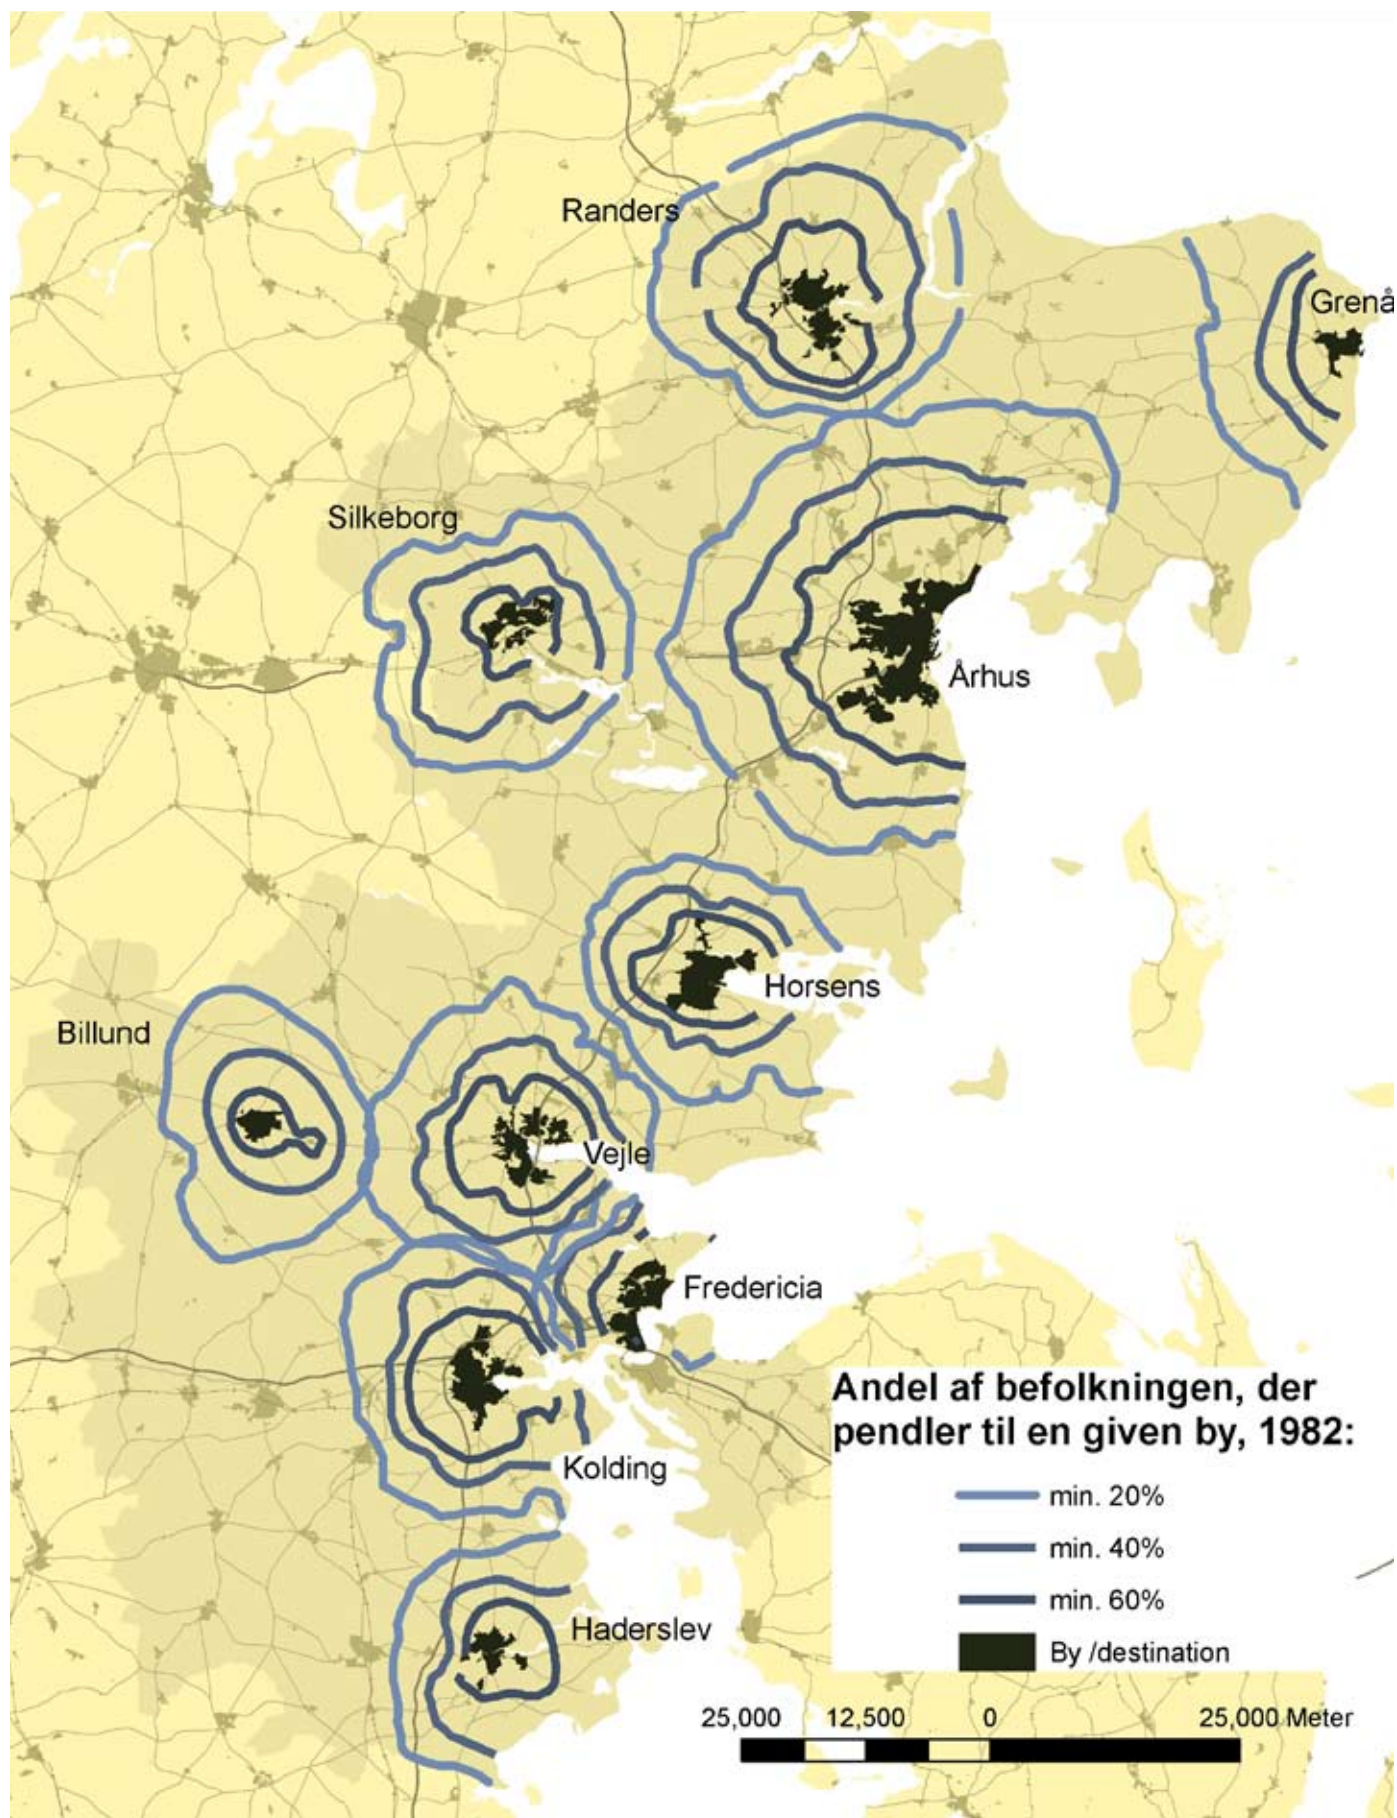 Randers
Grenå
Silkeborg
Århus
Horsens
Billund
Vejle
Fredericia
Andel af befolkningen, der
pendler til en given by, 1982:
Kolding
min. 20%
min. 40%
min. 60%
Haderslev
By /destination
25,000 12,500 0 25,000 Meter